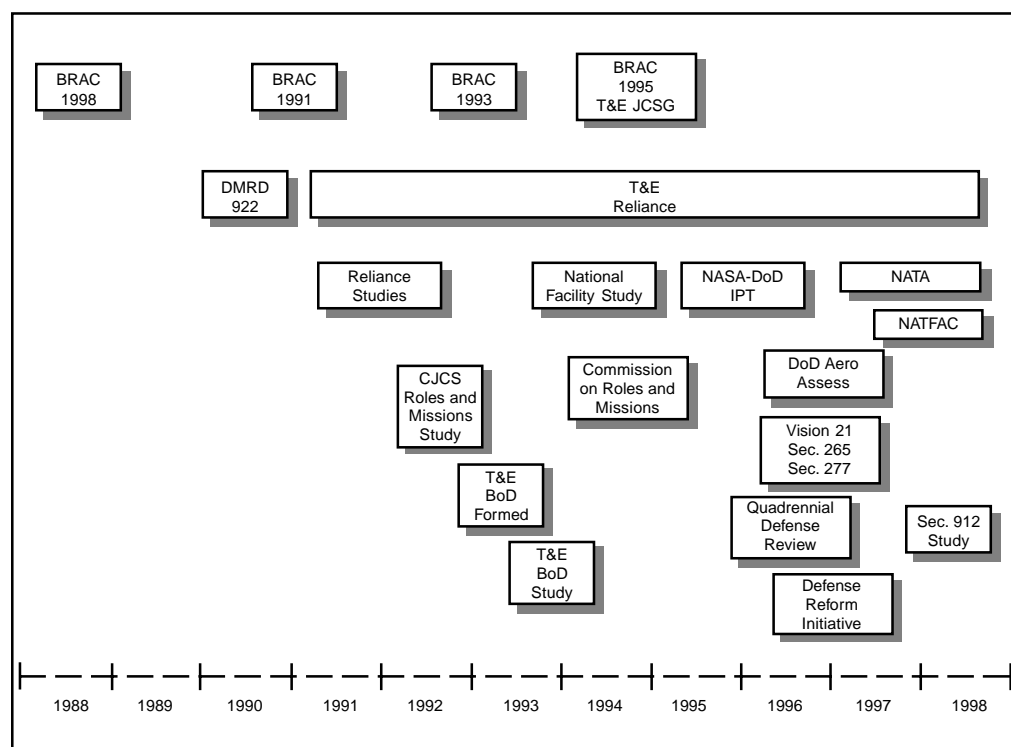 BRAC
1998
BRAC
1991
BRAC
1993
BRAC
1995
T&E JCSG
DMRD
922
T&E
Reliance
Reliance
Studies
National
Facility Study
NASA-DoD
IPT
NATA
NATFAC
CJCS
Roles and
Missions
Study
Commission
on Roles and
Missions
DoD Aero
Assess
Vision 21
Sec. 265
Sec. 277
T&E
BoD
Formed
Quadrennial
Defense
Review
Sec. 912
Study
T&E
BoD
Study
Defense
Reform
Initiative
1988
1989
1990
1991
1992
1993
1994
1995
1996
1997
1998